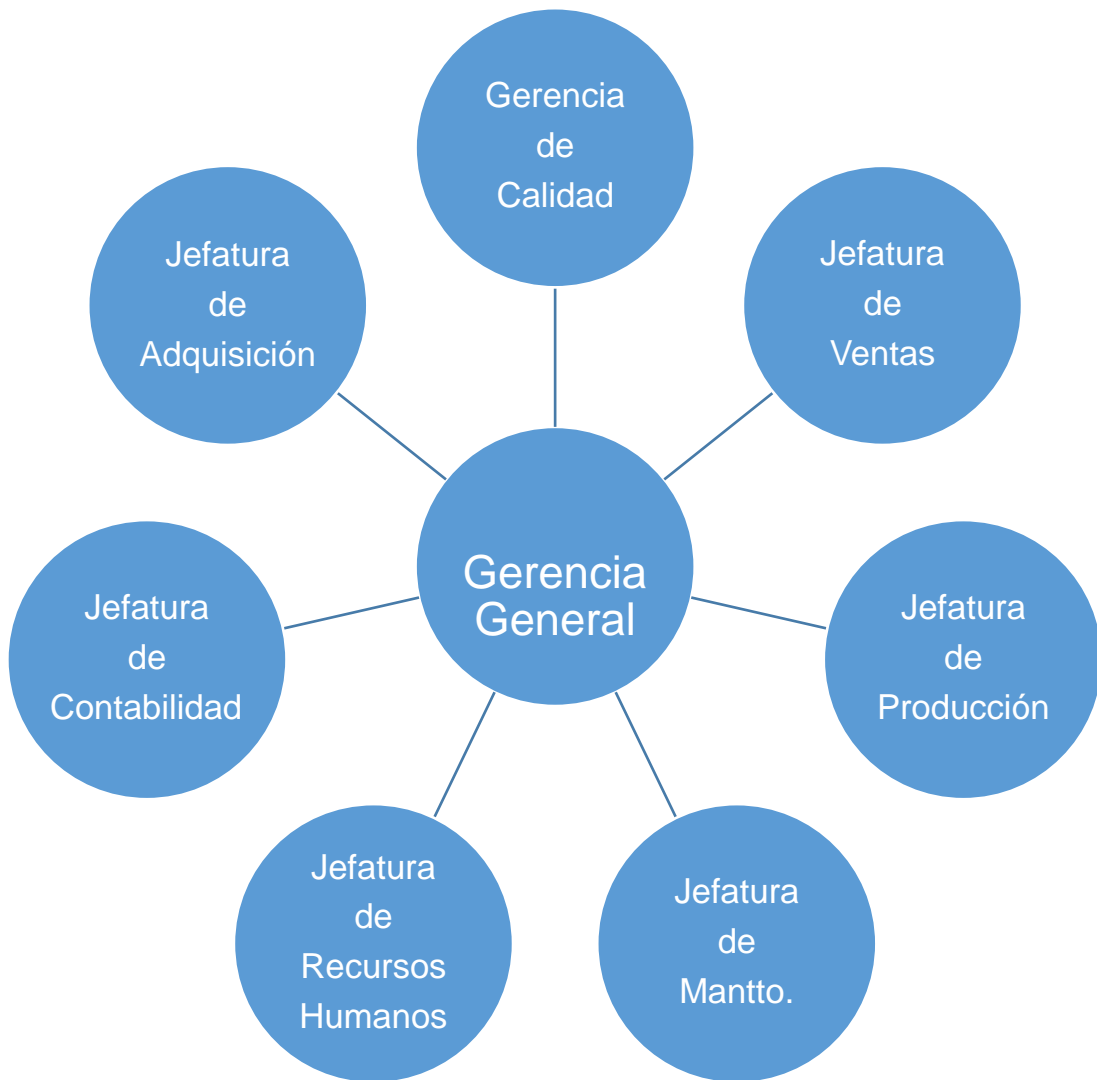 Gerencia
de
Calidad
Jefatura
de
Ventas
Jefatura
de
Producción
Jefatura
de
Mantto.
Jefatura
de
Recursos
Humanos
Jefatura
de
Contabilidad
Jefatura
de
Adquisición
Gerencia
General